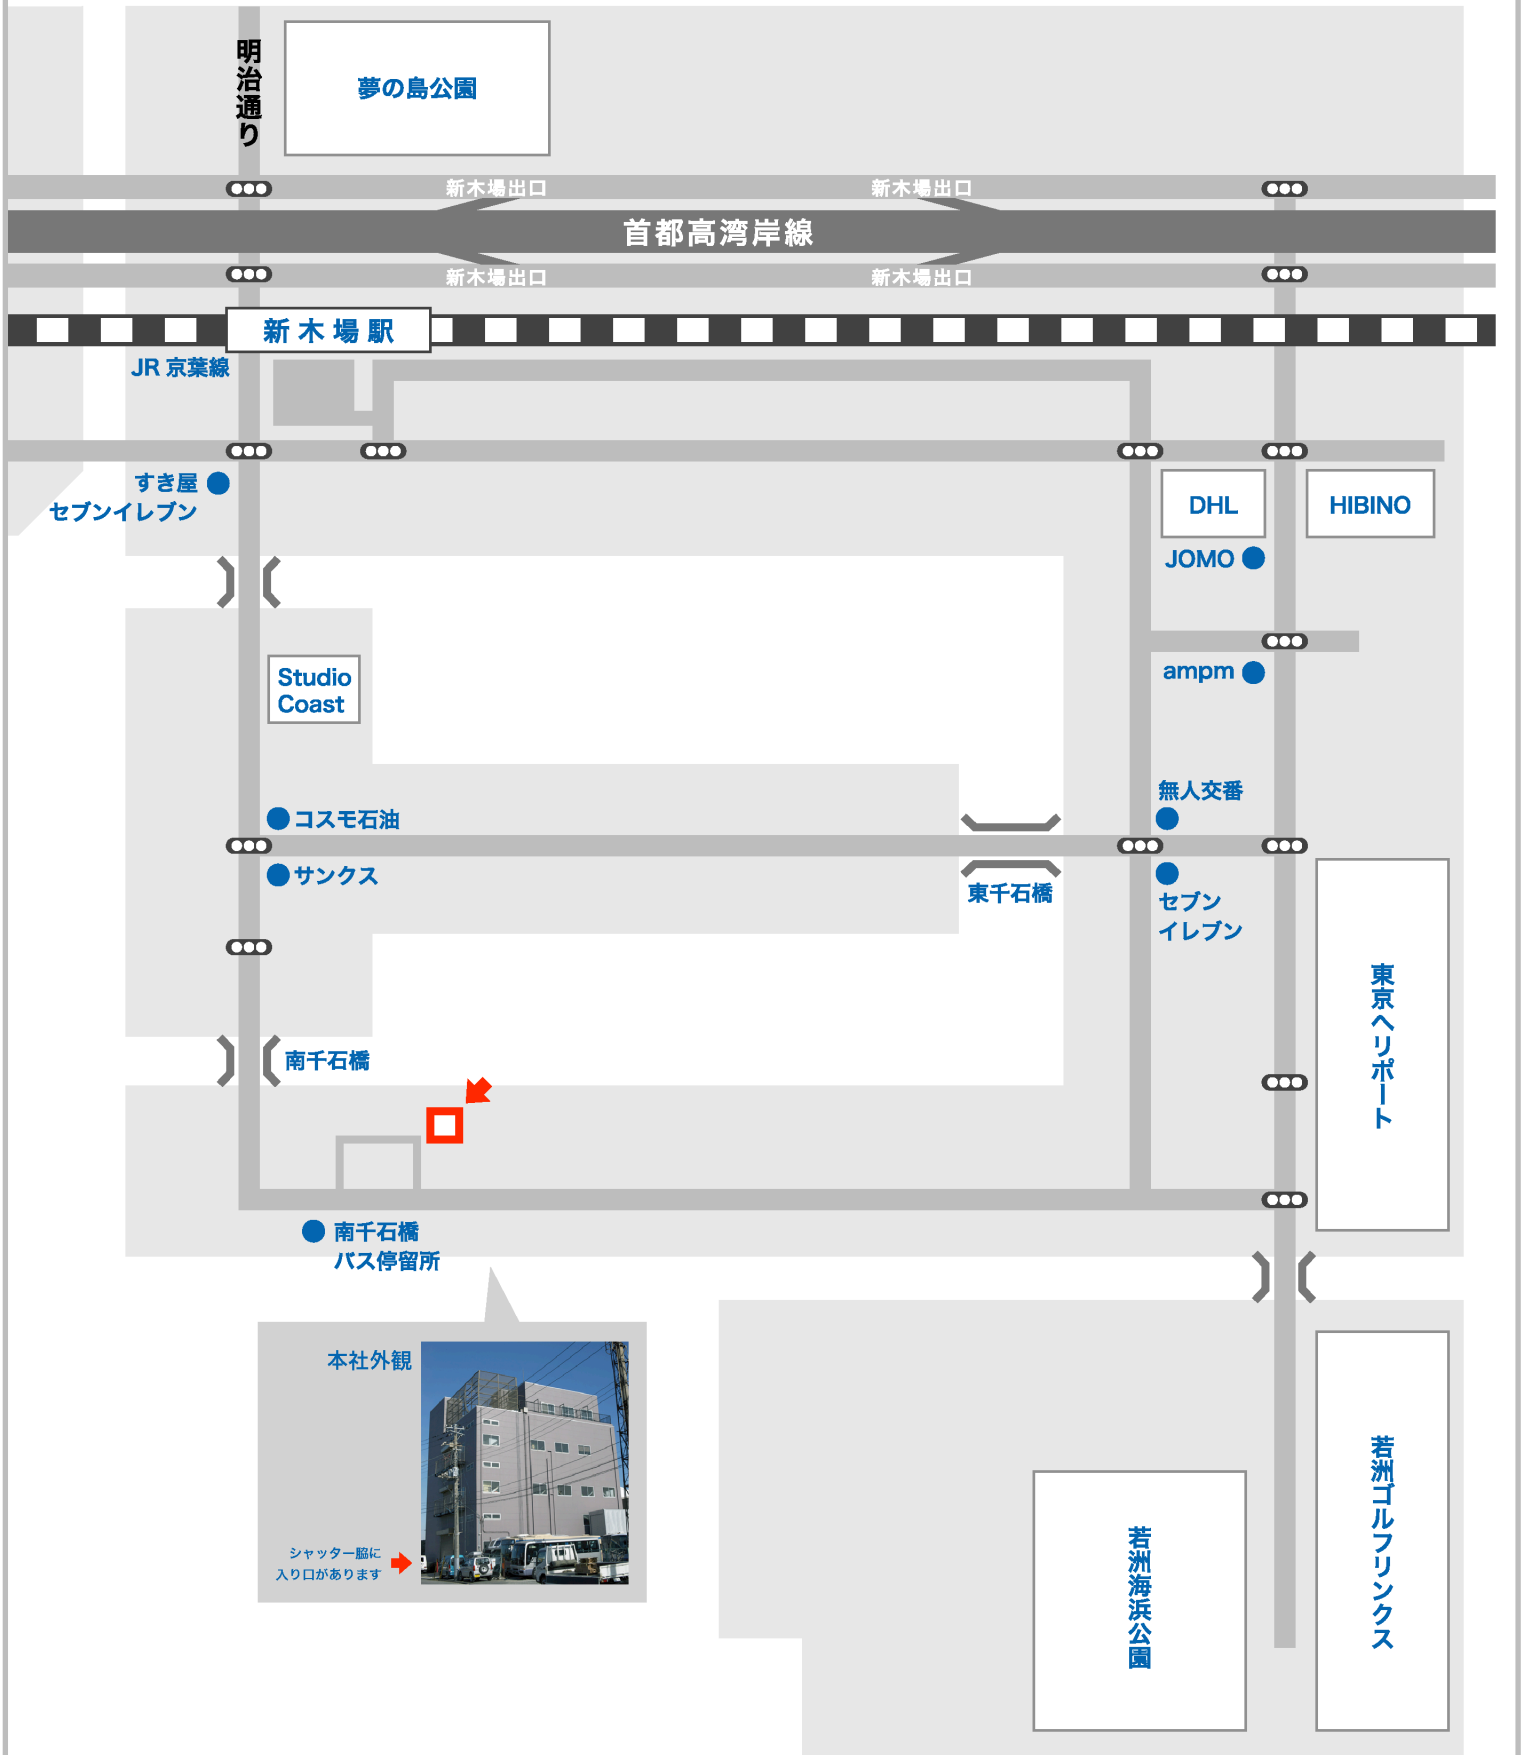 明治通り
夢の島公園
新木場出口
新木場出口
首都高湾岸線
新木場出口
新木場出口
新木場駅
JR 京葉線
すき屋
セブンイレブン
DHL
HIBINO
JOMO
Studio
Coast
ampm
無人交番
コスモ石油
サンクス
東千石橋
セブン
イレブン
東京ヘリポート
南千石橋
南千石橋
バス停留所
本社外観
シャッター脇に
入り口があります
若洲海浜公園
若洲ゴルフリンクス